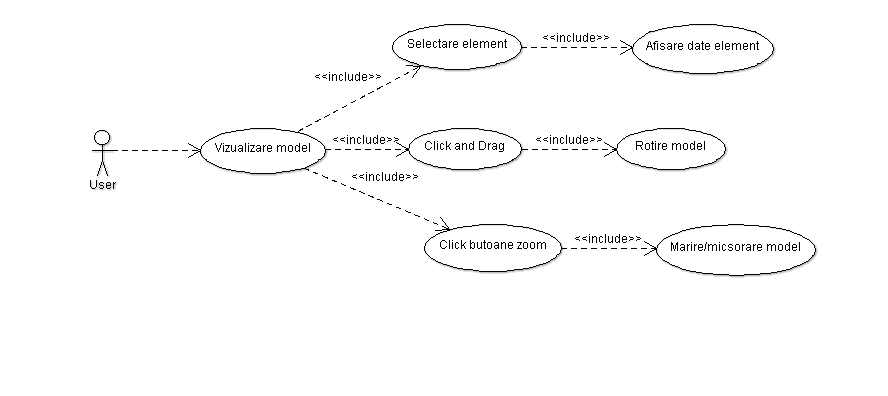 Selectare element
<<include>>
Afisare date element
<<include>>
User
Vizualizare model
<<include>>
Click and Drag
<<include>>
Rotire model
<<include>>
Click butoane zoom
<<include>>
Marire/micsorare model